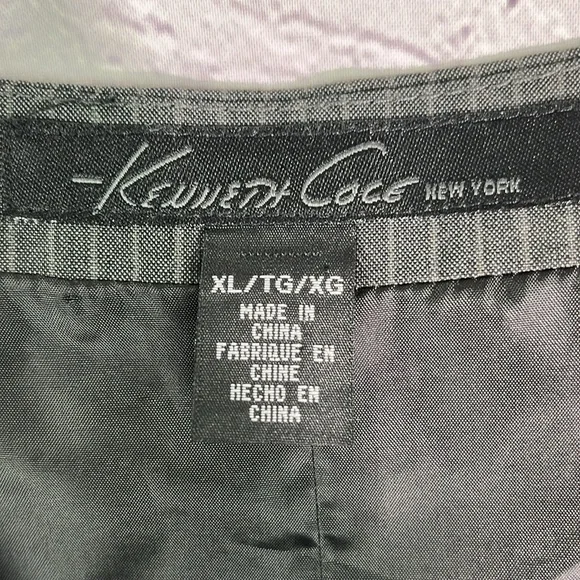 -Kenneth Cole NEW YORK
XL/TG/XG
MADE IN
CHINA
FABRIQUE EN
CHINE
HECHO EN
CHINA